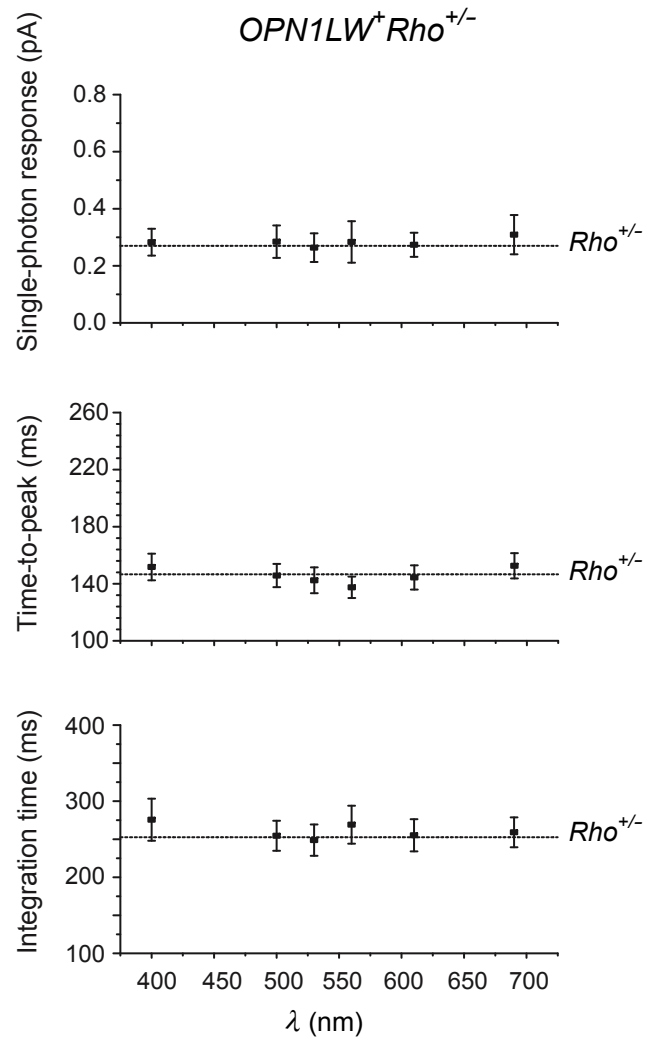 OPN1LW⁺Rho⁺/⁻
Single-photon response (pA)
0.8
0.6
0.4
0.2
0.0
Rho⁺/⁻
Time-to-peak (ms)
260
220
180
140
100
Rho⁺/⁻
Integration time (ms)
400
300
250
200
100
Rho⁺/⁻
400 450 500 550 600 650 700
λ (nm)